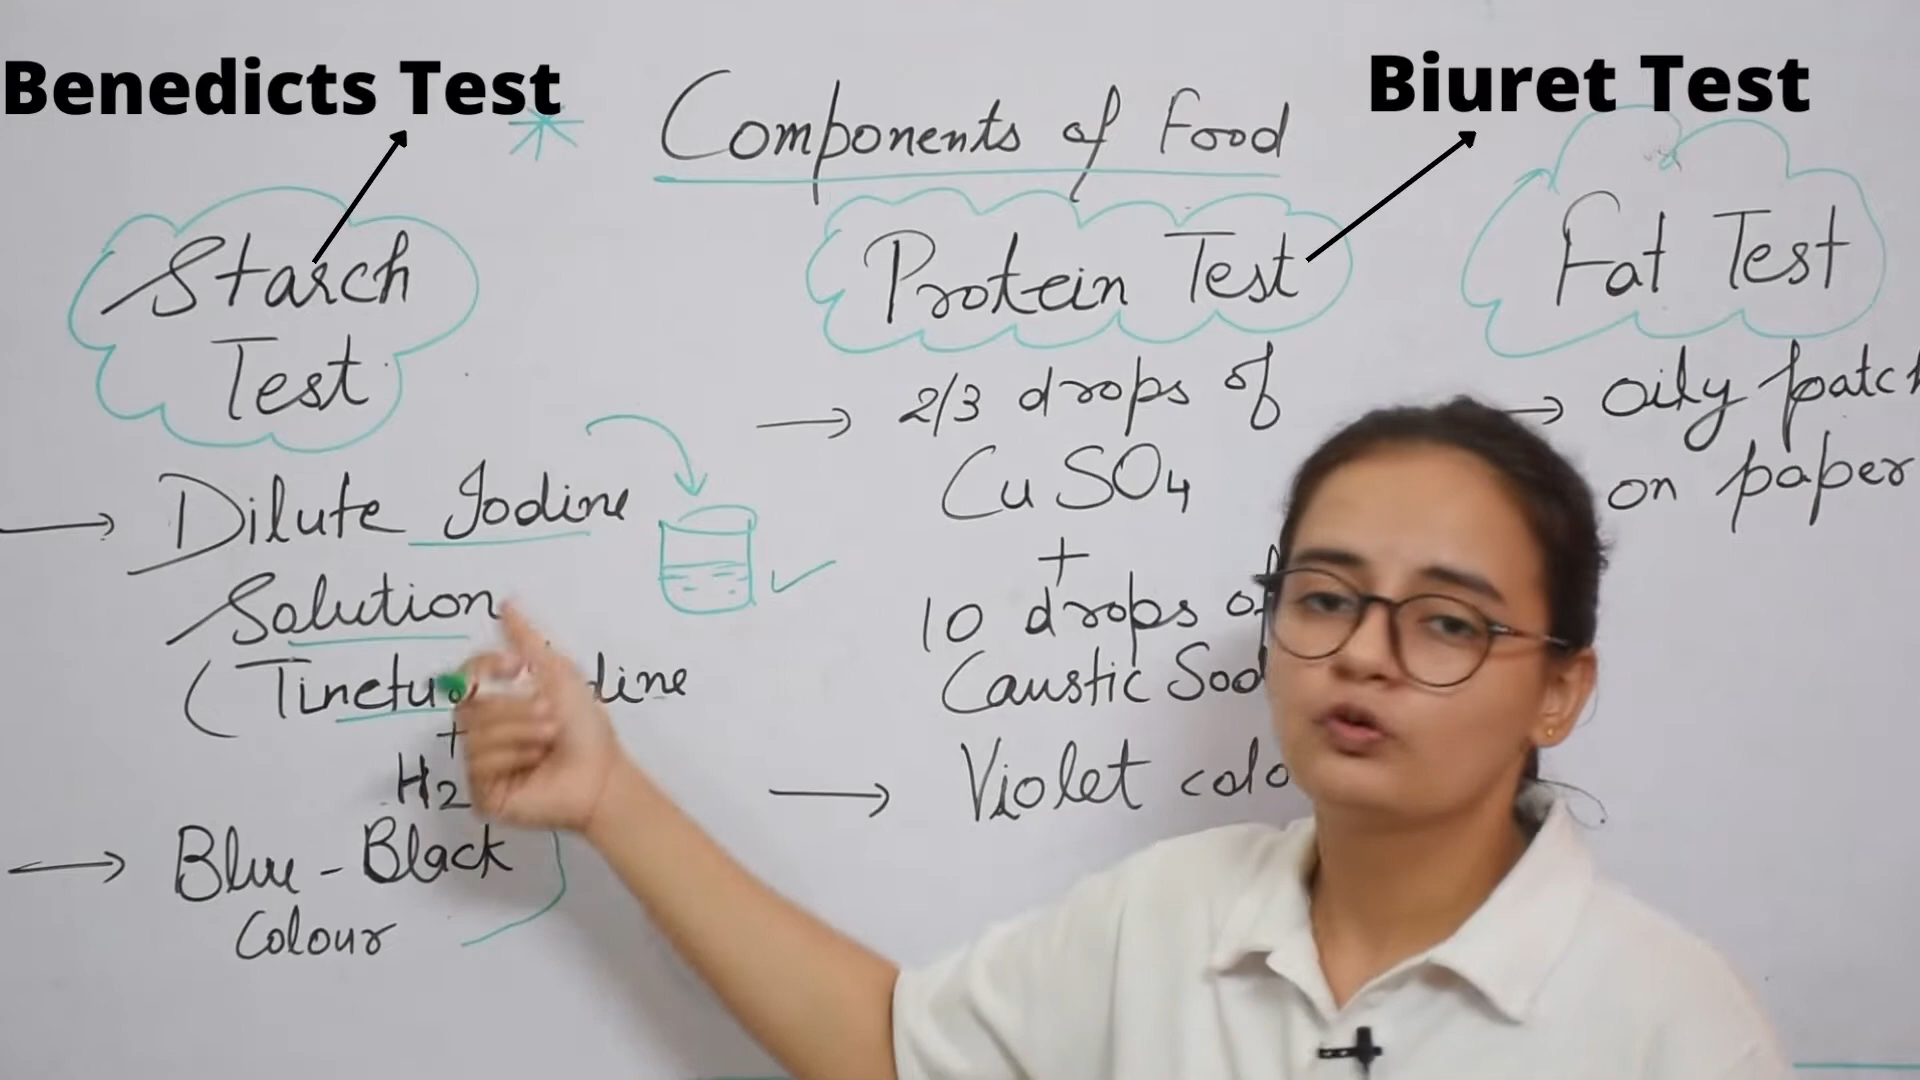 Benedicts Test
Biuret Test
Components of Food
Starch
Test
Dilute Iodine
Solution
(Tinctu dine
+
H2
Blue-Black
Colour
Protein Test
2/3 drops of
CuSO4
+
10 drops of
Caustic Sod
Violet colo
Fat Test
oily patch
on paper